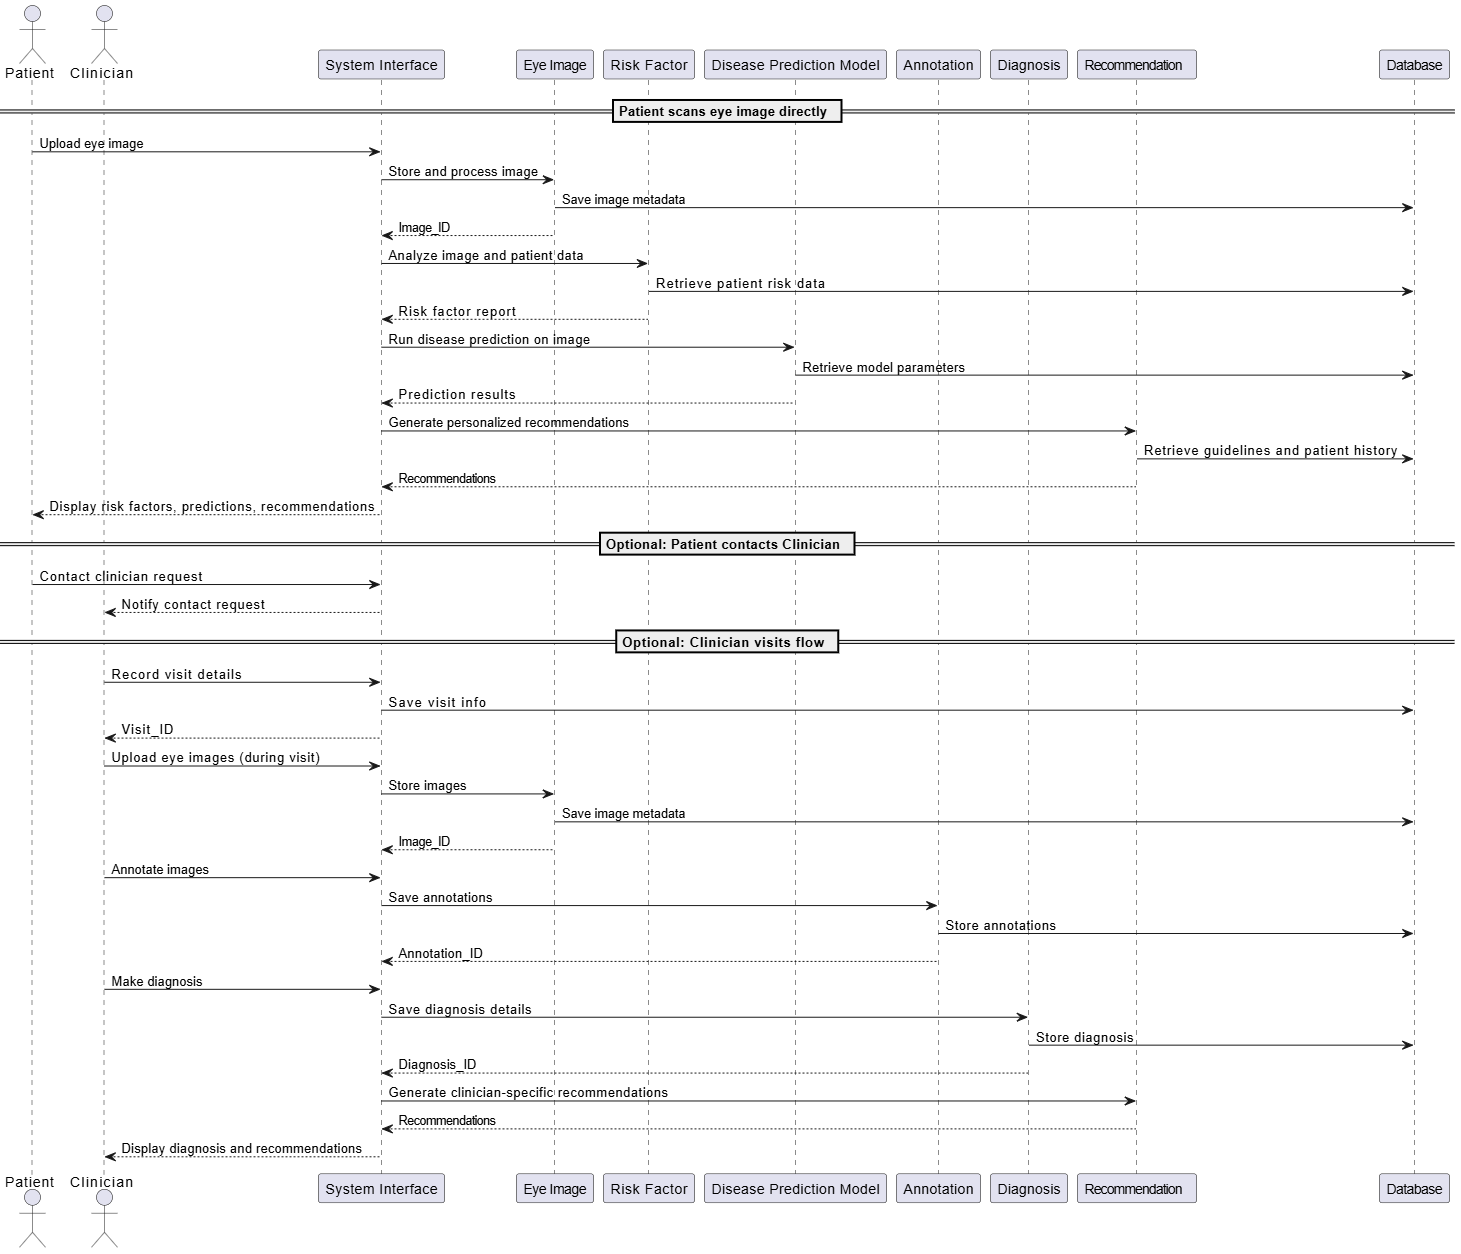 Patient
Clinician
System Interface
Eye Image
Risk Factor
Disease Prediction Model
Annotation
Diagnosis
Recommendation
Database
Patient scans eye image directly
Upload eye image
Store and process image
Save image metadata
Image_ID
Analyze image and patient data
Retrieve patient risk data
Risk factor report
Run disease prediction on image
Retrieve model parameters
Prediction results
Generate personalized recommendations
Retrieve guidelines and patient history
Recommendations
Display risk factors, predictions, recommendations
Optional: Patient contacts Clinician
Contact clinician request
Notify contact request
Optional: Clinician visits flow
Record visit details
Save visit info
Visit_ID
Upload eye images (during visit)
Store images
Save image metadata
Image_ID
Annotate images
Save annotations
Store annotations
Annotation_ID
Make diagnosis
Save diagnosis details
Store diagnosis
Diagnosis_ID
Generate clinician-specific recommendations
Recommendations
Display diagnosis and recommendations
Patient
Clinician
System Interface
Eye Image
Risk Factor
Disease Prediction Model
Annotation
Diagnosis
Recommendation
Database